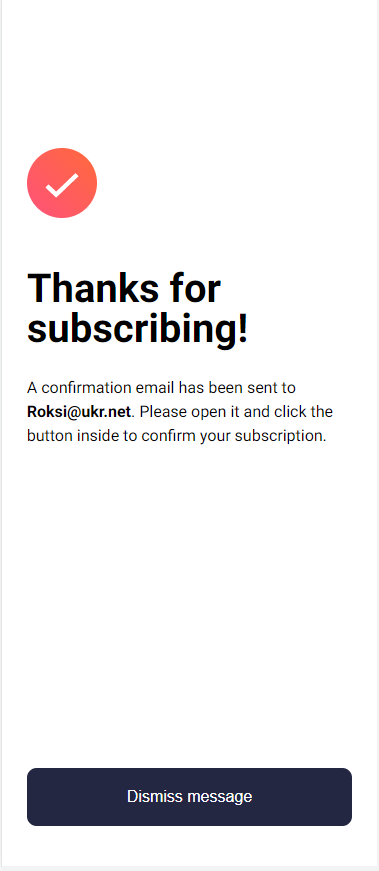 Thanks for
subscribing!
A confirmation email has been sent to
Roksi@ukr.net. Please open it and click the
button inside to confirm your subscription.
Dismiss message